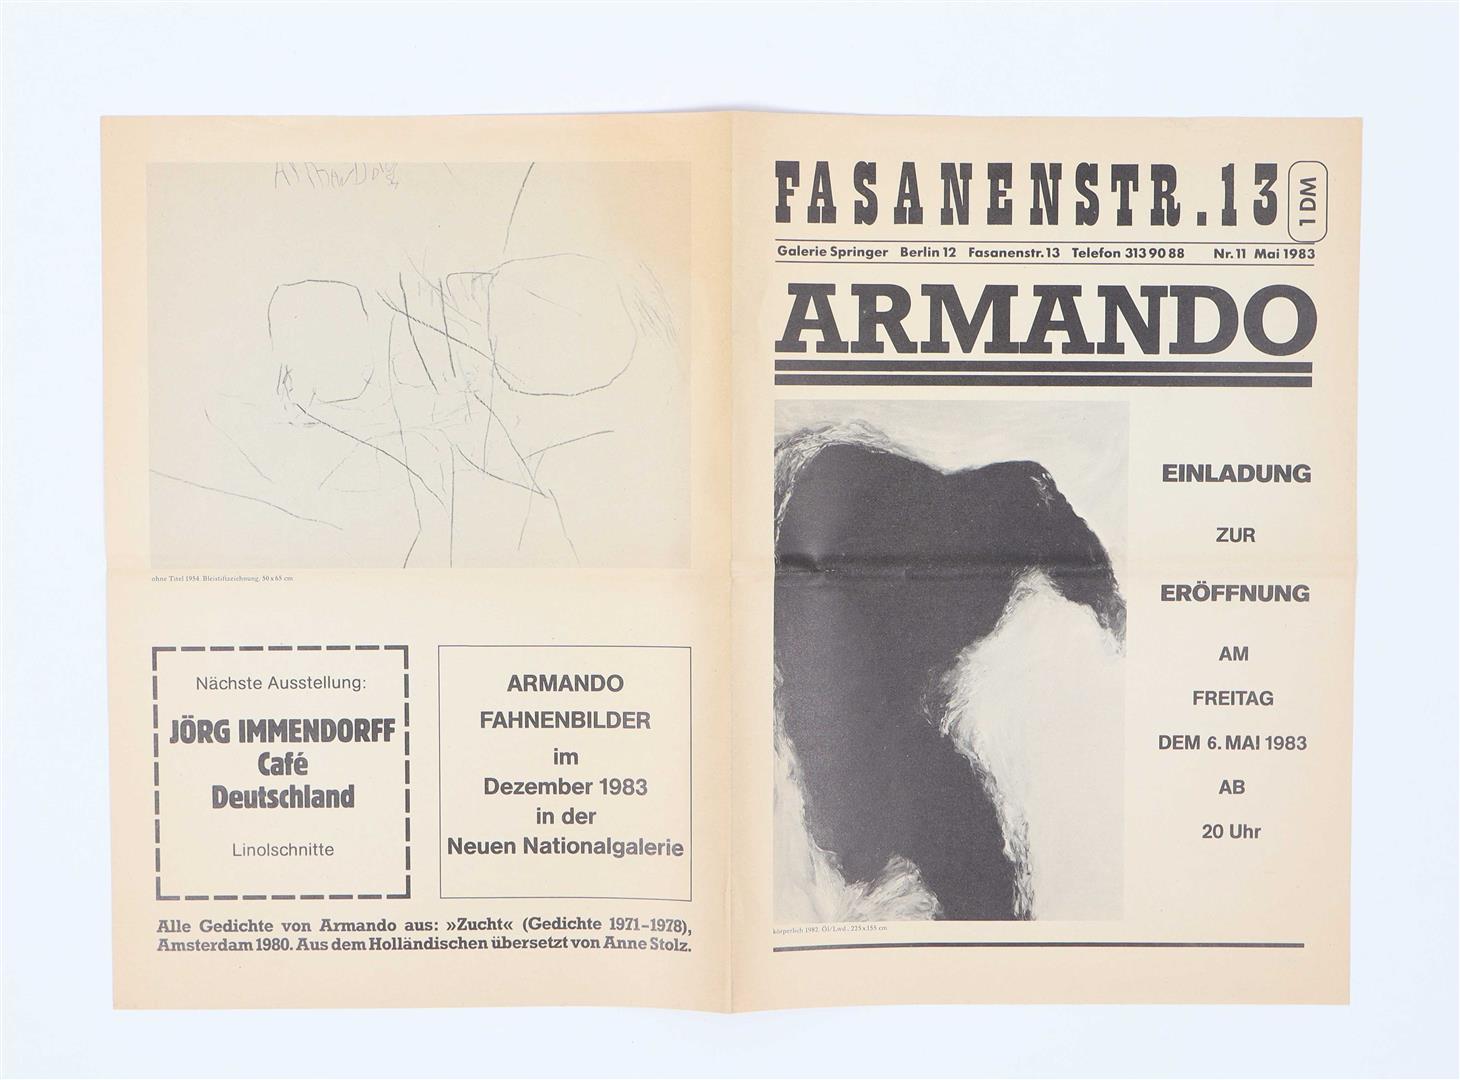 Armando 54
ohne Titel 1954. Bleistiftzeichnung. 50 x 65 cm
Nächste Ausstellung:
JÖRG IMMENDORFF
Café
Deutschland
Linolschnitte
ARMANDO
FAHNENBILDER
im
Dezember 1983
in der
Neuen Nationalgalerie
Alle Gedichte von Armando aus: »Zucht« (Gedichte 1971–1978),
Amsterdam 1980. Aus dem Holländischen übersetzt von Anne Stolz.
FASANENSTR. 13
1 DM
Galerie Springer Berlin 12 Fasanenstr. 13 Telefon 313 90 88 Nr. 11 Mai 1983
ARMANDO
EINLADUNG
ZUR
ERÖFFNUNG
AM
FREITAG
DEM 6. MAI 1983
AB
20 Uhr
körperlich 1982. Öl/Lwd., 225 x 155 cm